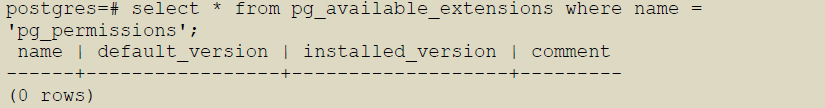 postgres=# select * from pg_available_extensions where name =
'pg_permissions';
 name | default_version | installed_version | comment
------+-----------------+-------------------+---------
(0 rows)